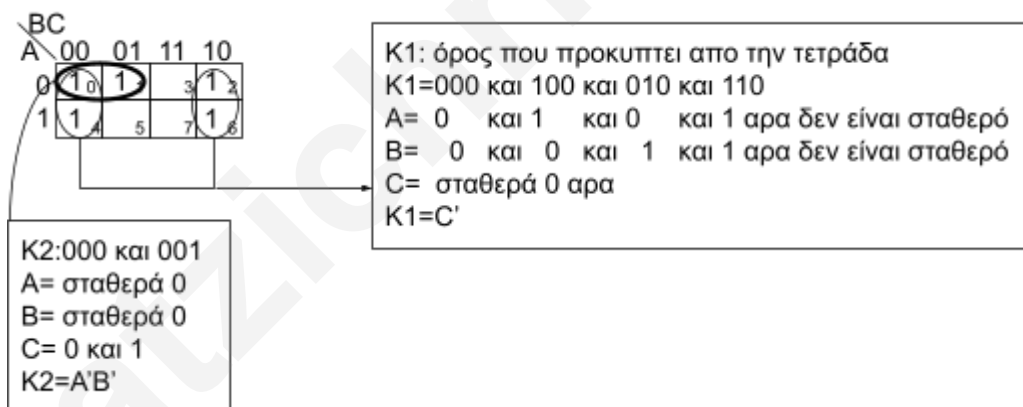 BC
A 00 01 11 10
0 1 0 1 3 1 2
1 1 4 5 7 1 6
K1: όρος που προκυπτει απο την τετράδα
K1=000 και 100 και 010 και 110
A= 0 και 1 και 0 και 1 αρα δεν είναι σταθερό
B= 0 και 0 και 1 και 1 αρα δεν είναι σταθερό
C= σταθερά 0 αρα
K1=C'
K2:000 και 001
A= σταθερά 0
B= σταθερά 0
C= 0 και 1
K2=A'B'